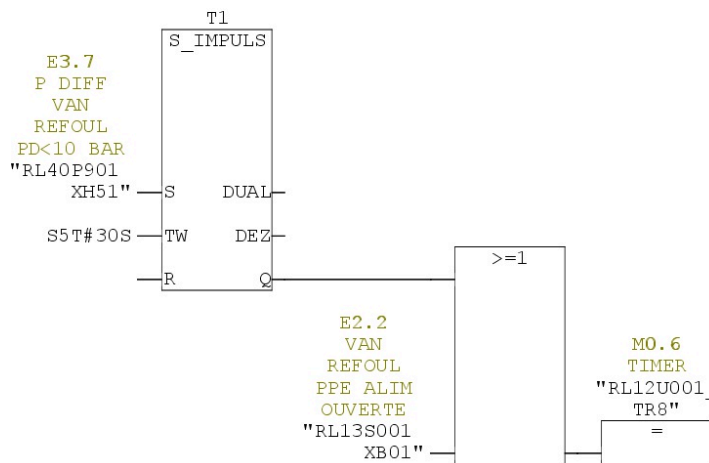 T1
S_IMPULS
E3.7
P DIFF
VAN
REFOUL
PD<10 BAR
"RL40P901
XH51"
S
DUAL
S5T#30S
TW
DEZ
R
Q
>=1
E2.2
VAN
REFOUL
PPE ALIM
OUVERTE
"RL13S001
XB01"
M0.6
TIMER
"RL12U001_
TR8"
=